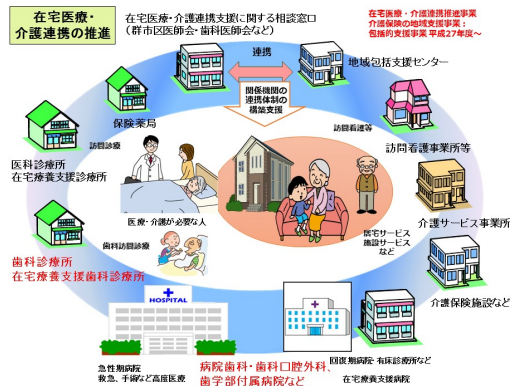 在宅医療・
介護連携の推進
在宅医療・介護連携支援に関する相談窓口
（群市区医師会・歯科医師会など）
在宅医療・介護連携推進事業
介護保険の地域支援事業：
包括的支援事業 平成27年度～
連携
関係機関の
連携体制の
構築支援
地域包括支援センター
保険薬局
訪問診療
訪問看護等
訪問看護事業所等
医科診療所
在宅療養支援診療所
医療・介護が必要な人
居宅サービス
施設サービス
など
介護サービス事業所
歯科訪問診療
歯科診療所
在宅療養支援歯科診療所
介護保険施設など
HOSPITAL
急性期病院
救急、手術など高度医療
病院歯科・歯科口腔外科、
歯学部付属病院など
回復期病院・有床診療所など
在宅療養支援病院